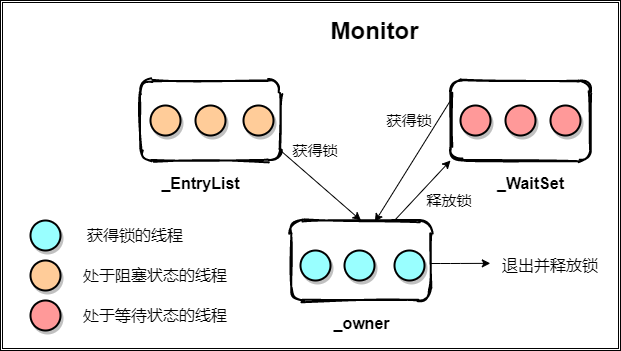 Monitor
获得锁
获得锁
_EntryList
_WaitSet
释放锁
获得锁的线程
处于阻塞状态的线程
退出并释放锁
处于等待状态的线程
_owner